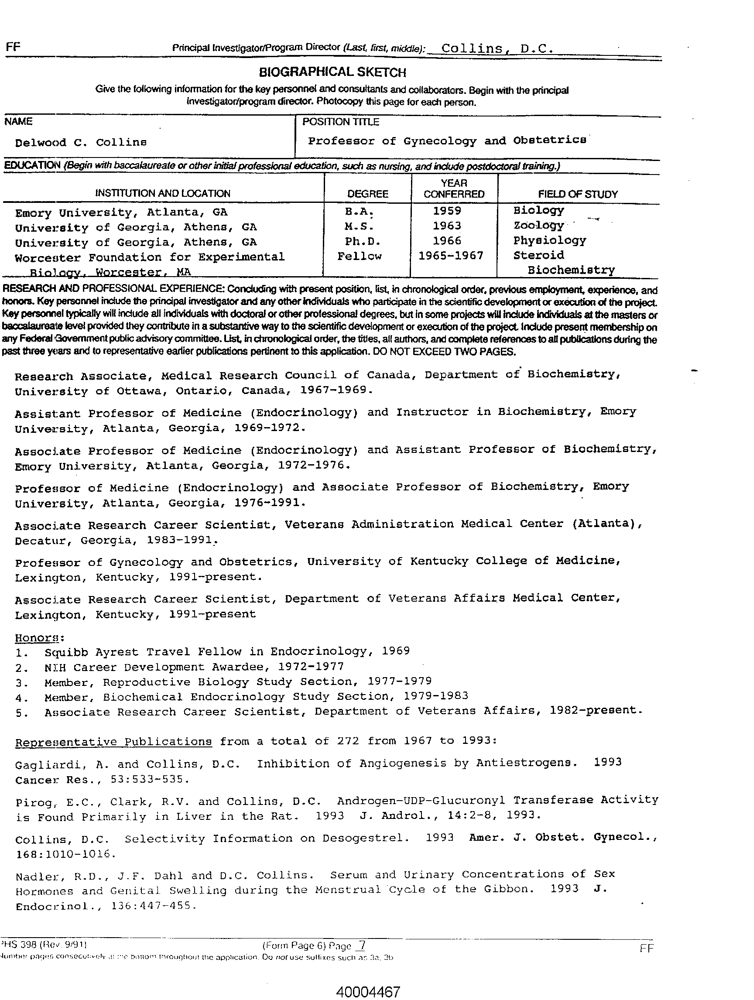 FF Principal Investigator/Program Director (Last, first, middle): Collins, D.C.
BIOGRAPHICAL SKETCH
Give the following information for the key personnel and consultants and collaborators. Begin with the principal
investigator/program director. Photocopy this page for each person.
NAME POSITION TITLE
Delwood C. Collins Professor of Gynecology and Obstetrics
EDUCATION (Begin with baccalaureate or other initial professional education, such as nursing, and include postdoctoral training.)
INSTITUTION AND LOCATION DEGREE YEAR CONFERRED FIELD OF STUDY
Emory University, Atlanta, GA B.A. 1959 Biology
University of Georgia, Athens, GA M.S. 1963 Zoology
University of Georgia, Athens, GA Ph.D. 1966 Physiology
Worcester Foundation for Experimental Fellow 1965-1967 Steroid
Biology, Worcester, MA Biochemistry
RESEARCH AND PROFESSIONAL EXPERIENCE: Concluding with present position, list, in chronological order, previous employment, experience, and
honors. Key personnel include the principal investigator and any other individuals who participate in the scientific development or execution of the project.
Key personnel typically will include all individuals with doctoral or other professional degrees, but in some projects will include individuals at the masters or
baccalaureate level provided they contribute in a substantive way to the scientific development or execution of the project. Include present membership on
any Federal Government public advisory committee. List, in chronological order, the titles, all authors, and complete references to all publications during the
past three years and to representative earlier publications pertinent to this application. DO NOT EXCEED TWO PAGES.
Research Associate, Medical Research Council of Canada, Department of Biochemistry,
University of Ottawa, Ontario, Canada, 1967-1969.
Assistant Professor of Medicine (Endocrinology) and Instructor in Biochemistry, Emory
University, Atlanta, Georgia, 1969-1972.
Associate Professor of Medicine (Endocrinology) and Assistant Professor of Biochemistry,
Emory University, Atlanta, Georgia, 1972-1976.
Professor of Medicine (Endocrinology) and Associate Professor of Biochemistry, Emory
University, Atlanta, Georgia, 1976-1991.
Associate Research Career Scientist, Veterans Administration Medical Center (Atlanta),
Decatur, Georgia, 1983-1991.
Professor of Gynecology and Obstetrics, University of Kentucky College of Medicine,
Lexington, Kentucky, 1991-present.
Associate Research Career Scientist, Department of Veterans Affairs Medical Center,
Lexington, Kentucky, 1991-present
Honors:
1. Squibb Ayrest Travel Fellow in Endocrinology, 1969
2. NIH Career Development Awardee, 1972-1977
3. Member, Reproductive Biology Study Section, 1977-1979
4. Member, Biochemical Endocrinology Study Section, 1979-1983
5. Associate Research Career Scientist, Department of Veterans Affairs, 1982-present.
Representative Publications from a total of 272 from 1967 to 1993:
Gagliardi, A. and Collins, D.C. Inhibition of Angiogenesis by Antiestrogens. 1993
Cancer Res., 53:533-535.
Pirog, E.C., Clark, R.V. and Collins, D.C. Androgen-UDP-Glucuronyl Transferase Activity
is Found Primarily in Liver in the Rat. 1993 J. Androl., 14:2-8, 1993.
Collins, D.C. Selectivity Information on Desogestrel. 1993 Amer. J. Obstet. Gynecol.,
168:1010-1016.
Nadler, R.D., J.F. Dahl and D.C. Collins. Serum and Urinary Concentrations of Sex
Hormones and Genital Swelling during the Menstrual Cycle of the Gibbon. 1993 J.
Endocrinol., 136:447-455.
PHS 398 (Rev. 9/91) (Form Page 6) Page 7 FF
Number pages consecutively at the bottom throughout the application. Do not use suffixes such as 3a, 3b
40004467